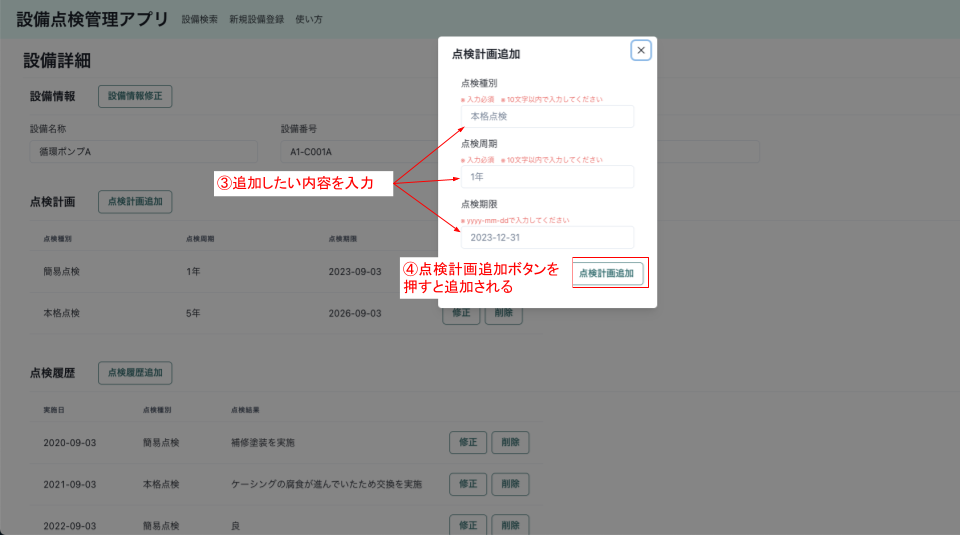 設備点検管理アプリ 設備検索 新規設備登録 使い方
設備詳細
設備情報 設備情報修正
設備名称 設備番号
循環ポンプA A1-C001A
点検計画 点検計画追加
点検種別 点検周期 点検期限
簡易点検 1年 2023-09-03
本格点検 5年 2026-09-03 修正 削除
点検履歴 点検履歴追加
実施日 点検種別 点検結果
2020-09-03 簡易点検 補修塗装を実施 修正 削除
2021-09-03 本格点検 ケーシングの腐食が進んでいたため交換を実施 修正 削除
2022-09-03 簡易点検 良 修正 削除
点検計画追加
点検種別
※ 入力必須 ※ 10文字以内で入力してください
本格点検
点検周期
※ 入力必須 ※ 10文字以内で入力してください
1年
点検期限
※ yyyy-mm-ddで入力してください
2023-12-31
点検計画追加
③追加したい内容を入力
④点検計画追加ボタンを
押すと追加される